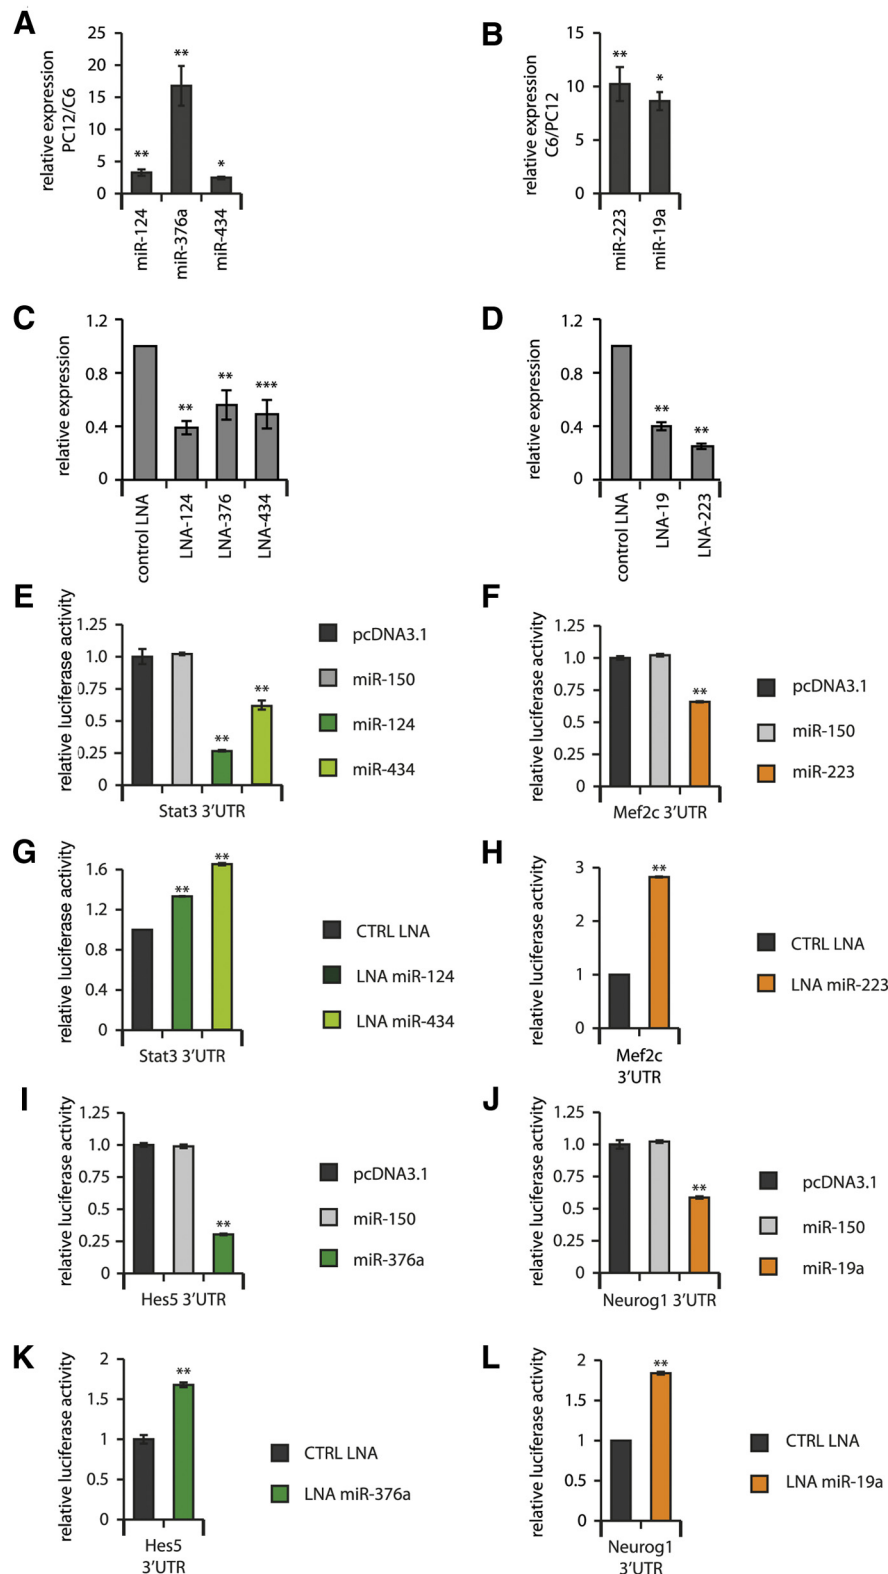 A
relative expression
PC12/C6
25
20
15
10
5
0
**
**
*
miR-124
miR-376a
miR-434
B
relative expression
C6/PC12
15
10
5
0
**
*
miR-223
miR-19a
C
relative expression
1.2
0.8
0.4
0
**
**
***
control LNA
LNA-124
LNA-376
LNA-434
D
relative expression
1.2
0.8
0.4
0
**
**
control LNA
LNA-19
LNA-223
E
relative luciferase activity
1.25
1.0
0.75
0.5
0.25
0
**
**
Stat3 3'UTR
pcDNA3.1
miR-150
miR-124
miR-434
F
relative luciferase activity
1.25
1.0
0.75
0.5
0.25
0
**
Mef2c 3'UTR
pcDNA3.1
miR-150
miR-223
G
relative luciferase activity
1.6
1.2
0.8
0.4
0
**
**
Stat3 3'UTR
CTRL LNA
LNA miR-124
LNA miR-434
H
relative luciferase activity
3
2
1
0
**
Mef2c
3'UTR
CTRL LNA
LNA miR-223
I
relative luciferase activity
1.25
1.0
0.75
0.5
0.25
0
**
Hes5 3'UTR
pcDNA3.1
miR-150
miR-376a
J
relative luciferase activity
1.25
1.0
0.75
0.5
0.25
0
**
Neurog1 3'UTR
pcDNA3.1
miR-150
miR-19a
K
relative luciferase activity
2
1.5
1
0.5
0
**
Hes5
3'UTR
CTRL LNA
LNA miR-376a
L
relative luciferase activity
2
1.5
1
0.5
0
**
Neurog1
3'UTR
CTRL LNA
LNA miR-19a